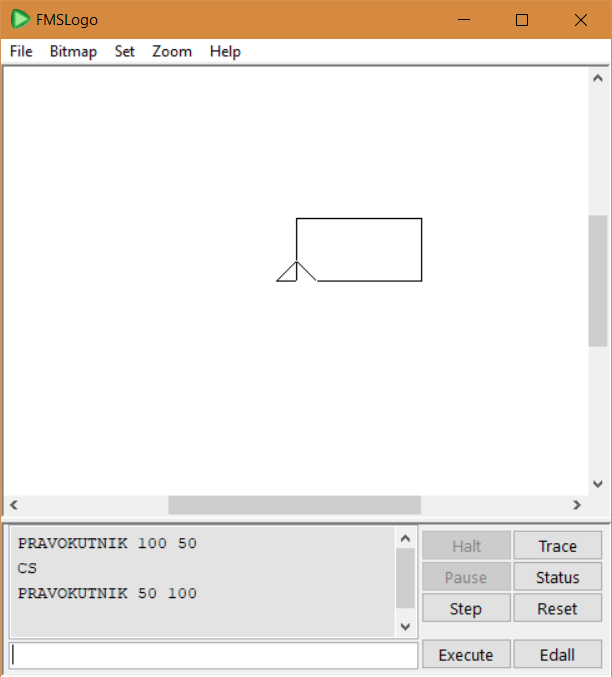 FMSLogo
File Bitmap Set Zoom Help
PRAVOKUTNIK 100 50
CS
PRAVOKUTNIK 50 100
Halt Trace
Pause Status
Step Reset
Execute Edall